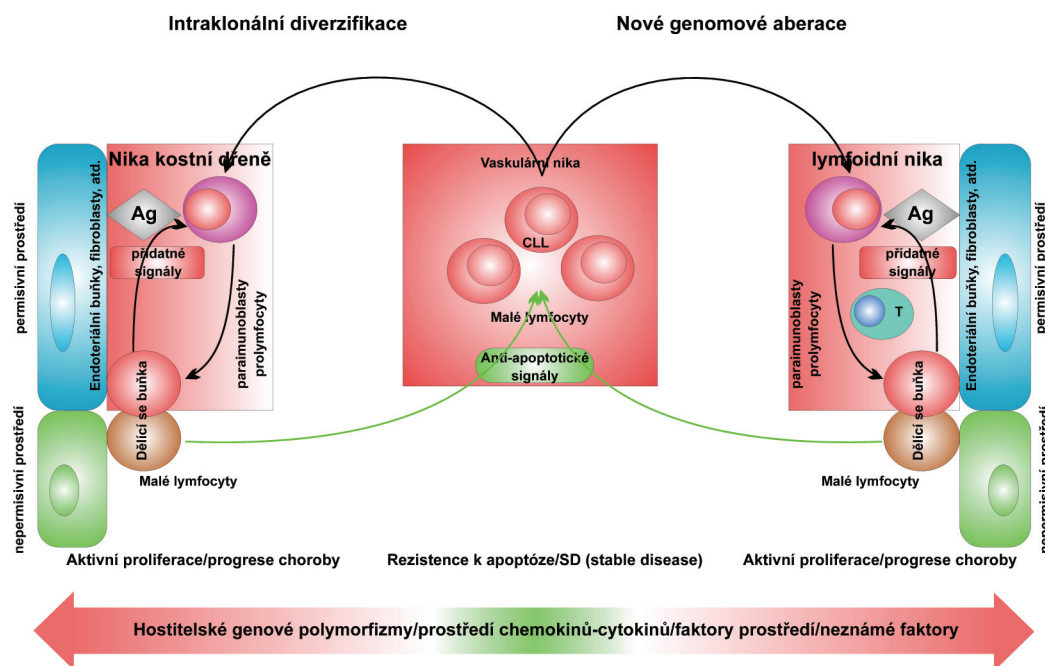 Intraklonální diverzifikace
Nové genomové aberace
Nika kostní dřeně
permisivní prostředí
Endoteriální buňky, fibroblasty, atd.
Ag
přídatné
signály
paraimunoblasty
prolymfocyty
Dělící se buňka
nepermisivní prostředí
Malé lymfocyty
Vaskulární nika
CLL
Malé lymfocyty
Anti-apoptotické
signály
lymfoidní nika
Ag
přídatné
signály
T
paraimunoblasty
prolymfocyty
Dělící se buňka
Endoteriální buňky, fibroblasty, atd.
permisivní prostředí
nepermisivní prostředí
Malé lymfocyty
Aktivní proliferace/progrese choroby
Rezistence k apoptóze/SD (stable disease)
Aktivní proliferace/progrese choroby
Hostitelské genové polymorfizmy/prostředí chemokinů-cytokinů/faktory prostředí/neznámé faktory